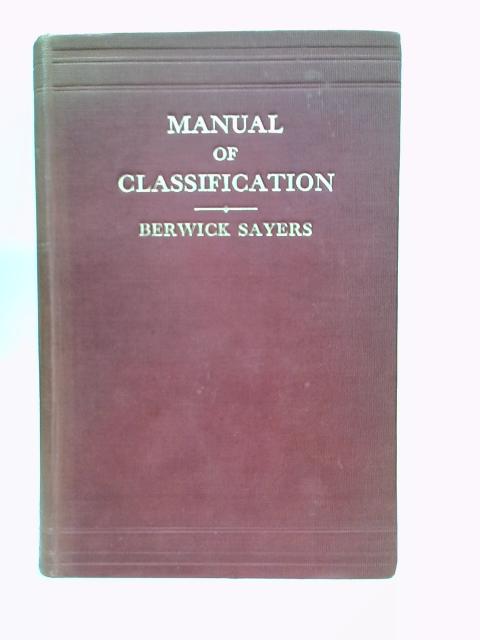 MANUAL
OF
CLASSIFICATION
BERWICK SAYERS